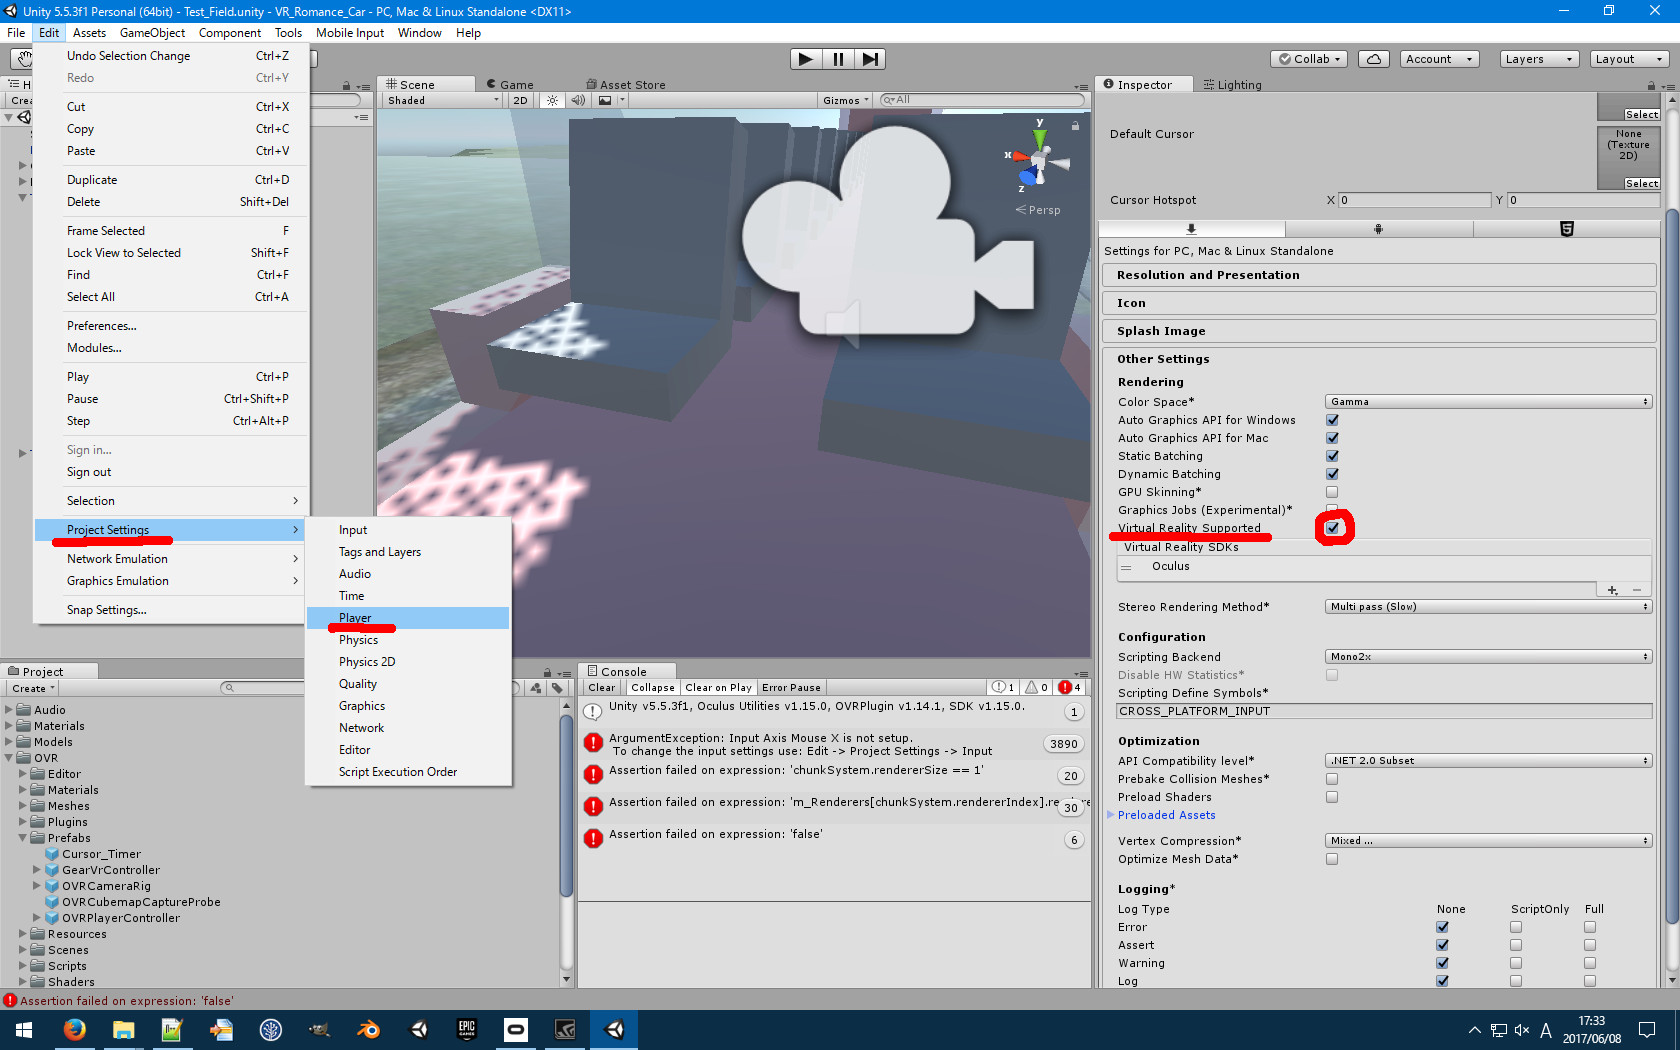 Unity 5.5.3f1 Personal (64bit) - Test_Field.unity - VR_Romance_Car - PC, Mac & Linux Standalone <DX11>
File Edit Assets GameObject Component Tools Mobile Input Window Help
Collab Account Layers Layout
Undo Selection Change Ctrl+Z
Redo Ctrl+Y
Cut Ctrl+X
Copy Ctrl+C
Paste Ctrl+V
Duplicate Ctrl+D
Delete Shift+Del
Frame Selected F
Lock View to Selected Shift+F
Find Ctrl+F
Select All Ctrl+A
Preferences...
Modules...
Play Ctrl+P
Pause Ctrl+Shift+P
Step Ctrl+Alt+P
Sign in...
Sign out
Selection
Project Settings
Network Emulation
Graphics Emulation
Snap Settings...
Input
Tags and Layers
Audio
Time
Player
Physics
Physics 2D
Quality
Graphics
Network
Editor
Script Execution Order
Scene Game Asset Store
Shaded 2D Gizmos All
y
x
z
Persp
Inspector Lighting
Select
Default Cursor
None
(Texture
2D)
Select
Cursor Hotspot X 0 Y 0
Settings for PC, Mac & Linux Standalone
Resolution and Presentation
Icon
Splash Image
Other Settings
Rendering
Color Space* Gamma
Auto Graphics API for Windows
Auto Graphics API for Mac
Static Batching
Dynamic Batching
GPU Skinning*
Graphics Jobs (Experimental)*
Virtual Reality Supported
Virtual Reality SDKs
Oculus
Stereo Rendering Method* Multi pass (Slow)
Configuration
Scripting Backend Mono2x
Disable HW Statistics*
Scripting Define Symbols*
CROSS_PLATFORM_INPUT
Optimization
API Compatibility level* .NET 2.0 Subset
Prebake Collision Meshes*
Preload Shaders
Preloaded Assets
Vertex Compression* Mixed ...
Optimize Mesh Data*
Logging*
Log Type None ScriptOnly Full
Error
Assert
Warning
Log
Project
Create
Audio
Materials
Models
OVR
Editor
Materials
Meshes
Plugins
Prefabs
Cursor_Timer
GearVrController
OVRCameraRig
OVRCubemapCaptureProbe
OVRPlayerController
Resources
Scenes
Scripts
Shaders
Console
Clear Collapse Clear on Play Error Pause 1 0 4
Unity v5.5.3f1, Oculus Utilities v1.15.0, OVRPlugin v1.14.1, SDK v1.15.0. 1
ArgumentException: Input Axis Mouse X is not setup.
To change the input settings use: Edit -> Project Settings -> Input 3890
Assertion failed on expression: 'chunkSystem.rendererSize == 1' 20
Assertion failed on expression: 'm_Renderers[chunkSystem.rendererIndex].re 30
Assertion failed on expression: 'false' 6
Assertion failed on expression: 'false'
EPIC GAMES
A
17:33
2017/06/08